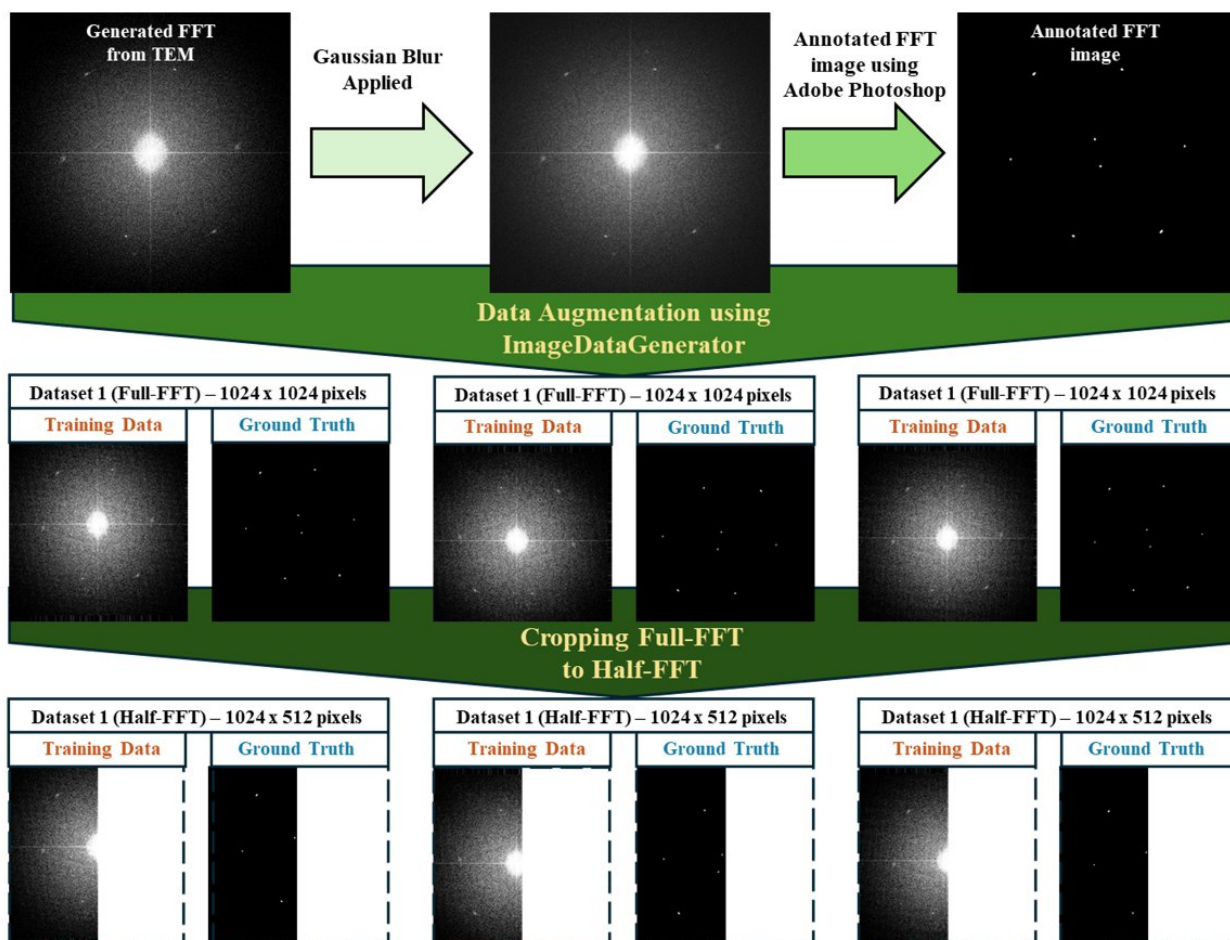 Generated FFT
from TEM
Gaussian Blur
Applied
Annotated FFT
image using
Adobe Photoshop
Annotated FFT
image
Data Augmentation using
ImageDataGenerator
Dataset 1 (Full-FFT) – 1024 x 1024 pixels
Training Data
Ground Truth
Dataset 1 (Full-FFT) – 1024 x 1024 pixels
Training Data
Ground Truth
Dataset 1 (Full-FFT) – 1024 x 1024 pixels
Training Data
Ground Truth
Cropping Full-FFT
to Half-FFT
Dataset 1 (Half-FFT) – 1024 x 512 pixels
Training Data
Ground Truth
Dataset 1 (Half-FFT) – 1024 x 512 pixels
Training Data
Ground Truth
Dataset 1 (Half-FFT) – 1024 x 512 pixels
Training Data
Ground Truth